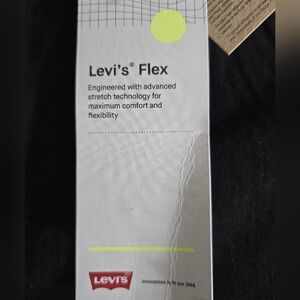 Levi's® Flex
Engineered with advanced
stretch technology for
maximum comfort and
flexibility
Levi's
innovation is in our DNA